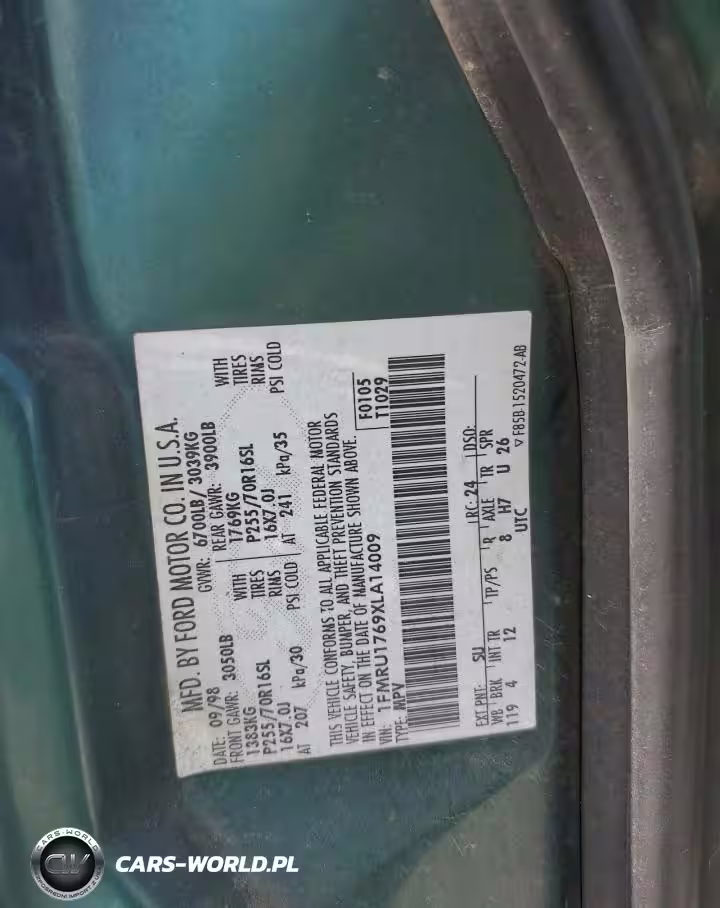 MFD. BY FORD MOTOR CO. IN U.S.A.
DATE: 09/98 GVWR: 6700LB/ 3039KG
FRONT GAWR: 3050LB REAR GAWR: 3900LB
1383KG WITH 1769KG WITH
P255/70R16SL TIRES P255/70R16SL TIRES
16X7.0J RIMS 16X7.0J RIMS
AT 207 kPa/30 PSI COLD AT 241 kPa/35 PSI COLD
THIS VEHICLE CONFORMS TO ALL APPLICABLE FEDERAL MOTOR
VEHICLE SAFETY, BUMPER, AND THEFT PREVENTION STANDARDS
IN EFFECT ON THE DATE OF MANUFACTURE SHOWN ABOVE.
VIN: 1FMRU1769XLA14009
TYPE: MPV
F0105
T1029
EXT PNT: SU RC: 24 DSO:
WB BRK INT TR TP/PS R AXLE TR SPR
119 4 12 8 H7 U 26
UTC
▽ F85B-1520472-AB
CARS-WORLD
CW
CARS-WORLD.PL